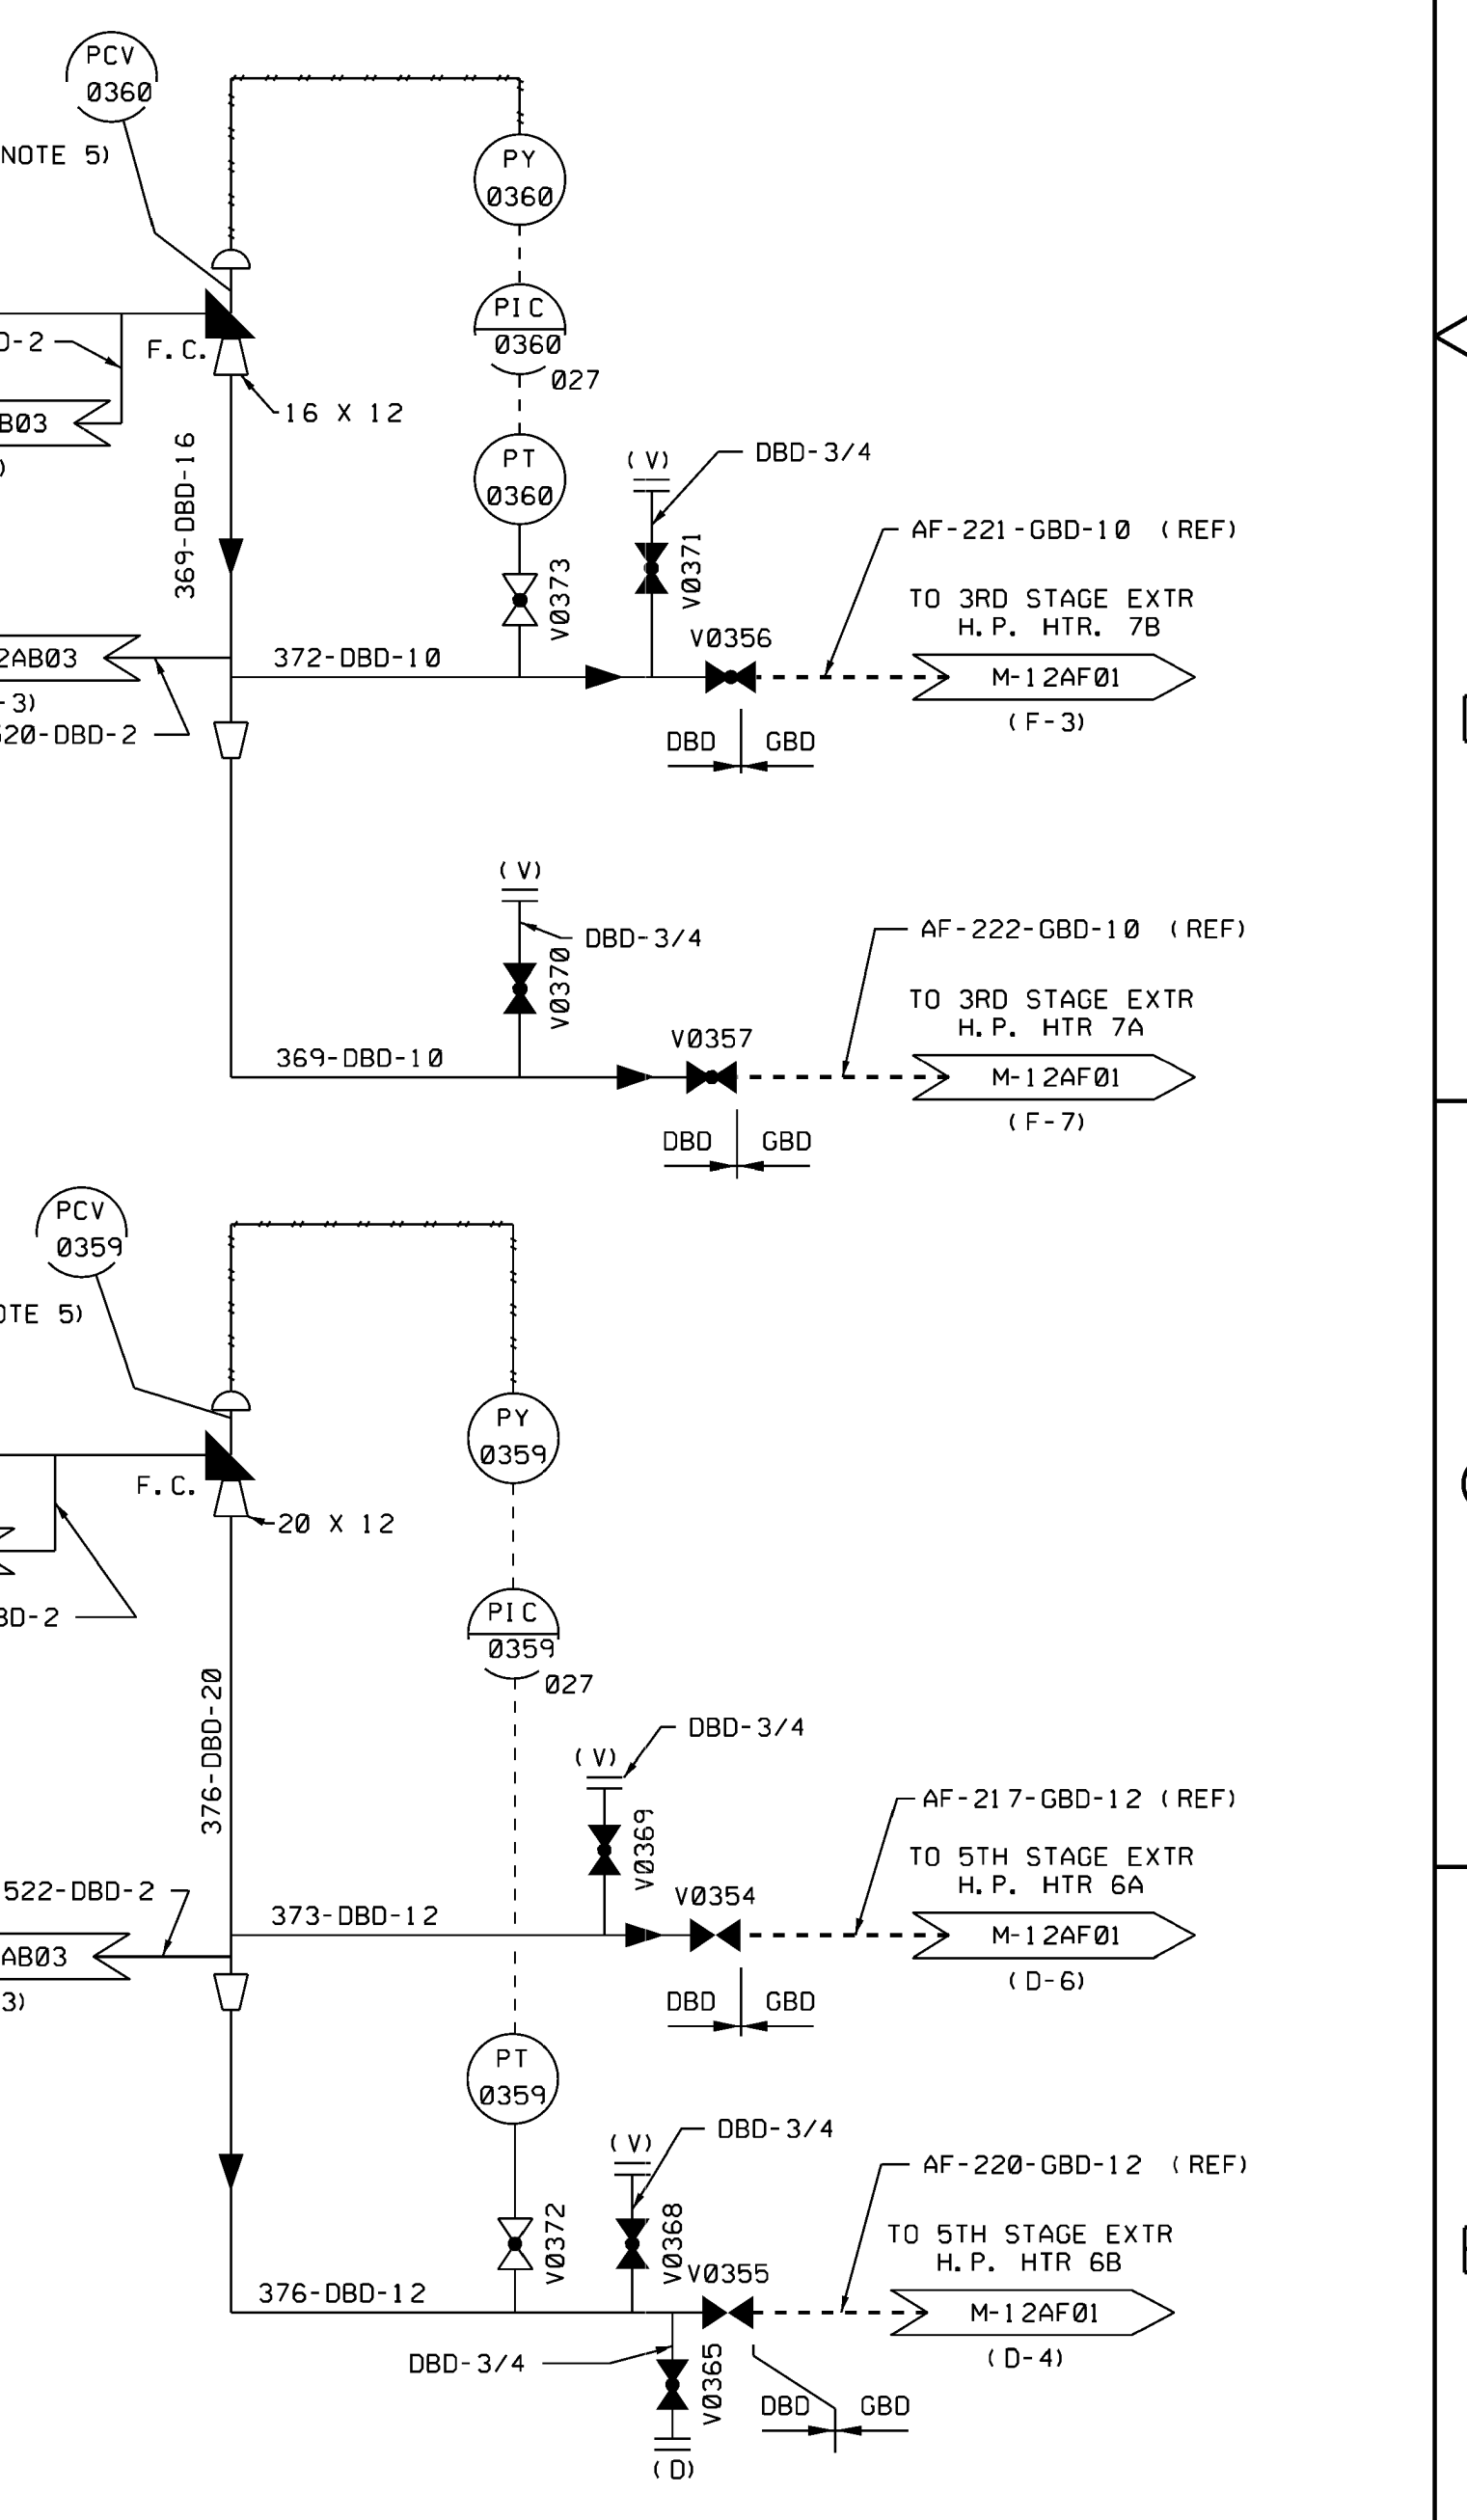 PCV
0360
NOTE 5)
PY
0360
PIC
0360
027
D-2
F.C.
16 X 12
B03
)
369-DBD-16
PT
0360
(V)
DBD-3/4
V0373
V0371
AF-221-GBD-10 (REF)
TO 3RD STAGE EXTR
H.P. HTR. 7B
V0356
M-12AF01
(F-3)
2AB03
-3)
372-DBD-10
520-DBD-2
DBD GBD
(V)
DBD-3/4
V0370
AF-222-GBD-10 (REF)
TO 3RD STAGE EXTR
H.P. HTR 7A
V0357
369-DBD-10
M-12AF01
(F-7)
DBD GBD
PCV
0359
OTE 5)
PY
0359
F.C.
20 X 12
PIC
0359
027
BD-2
376-DBD-20
(V)
DBD-3/4
V0369
AF-217-GBD-12 (REF)
TO 5TH STAGE EXTR
H.P. HTR 6A
522-DBD-2
V0354
373-DBD-12
M-12AF01
(D-6)
AB03
3)
DBD GBD
PT
0359
(V)
DBD-3/4
V0372
V0368
AF-220-GBD-12 (REF)
TO 5TH STAGE EXTR
H.P. HTR 6B
V0355
376-DBD-12
M-12AF01
(D-4)
DBD-3/4
V0365
DBD GBD
(D)